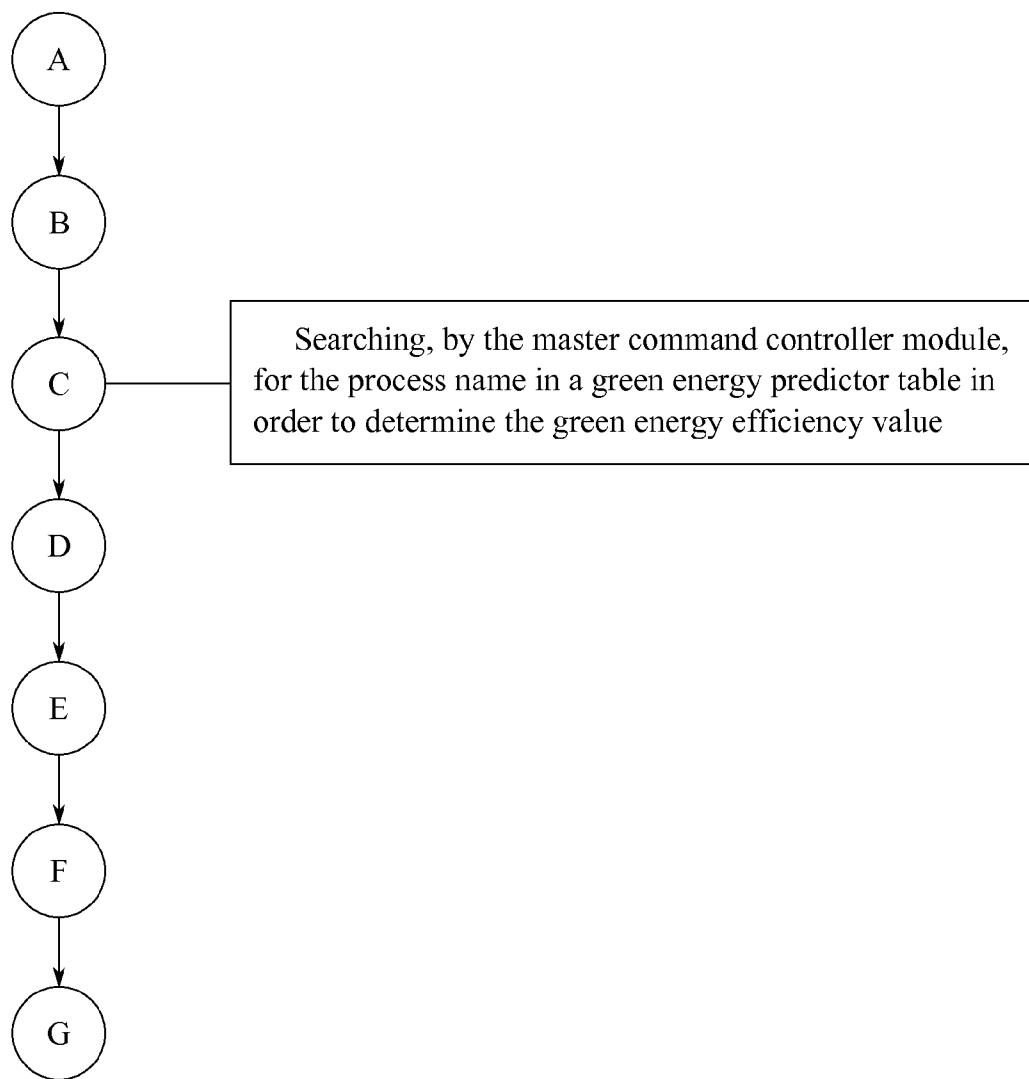 A
B
C
Searching, by the master command controller module,
for the process name in a green energy predictor table in
order to determine the green energy efficiency value
D
E
F
G